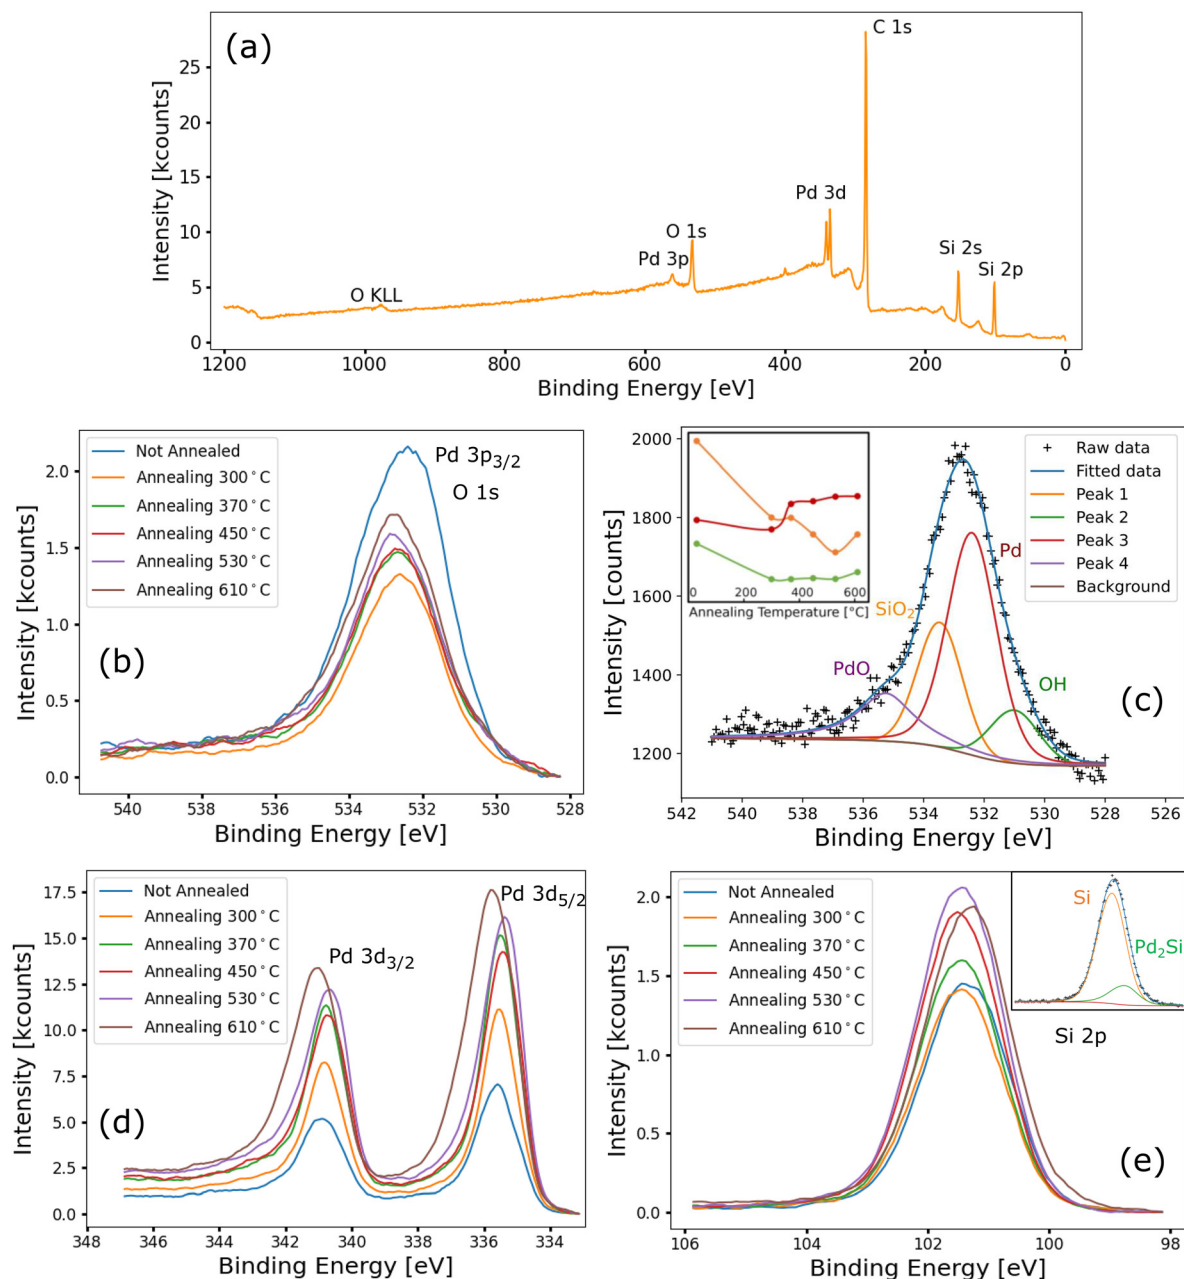 (a)
C 1s
Pd 3d
O 1s
Pd 3p
O KLL
Si 2s
Si 2p
Intensity [kcounts]
25
20
15
10
5
0
1200
1000
800
600
400
200
0
Binding Energy [eV]
(b)
Not Annealed
Annealing 300°C
Annealing 370°C
Annealing 450°C
Annealing 530°C
Annealing 610°C
Pd 3p3/2
O 1s
Intensity [kcounts]
2.0
1.5
1.0
0.5
0.0
540
538
536
534
532
530
528
Binding Energy [eV]
(c)
Raw data
Fitted data
Peak 1
Peak 2
Peak 3
Peak 4
Background
0
200
400
600
Annealing Temperature [°C]
Pd
SiO2
PdO
OH
Intensity [counts]
2000
1800
1600
1400
1200
542
540
538
536
534
532
530
528
526
Binding Energy [eV]
(d)
Not Annealed
Annealing 300°C
Annealing 370°C
Annealing 450°C
Annealing 530°C
Annealing 610°C
Pd 3d5/2
Pd 3d3/2
Intensity [kcounts]
17.5
15.0
12.5
10.0
7.5
5.0
2.5
0.0
348
346
344
342
340
338
336
334
Binding Energy [eV]
(e)
Not Annealed
Annealing 300°C
Annealing 370°C
Annealing 450°C
Annealing 530°C
Annealing 610°C
Si
Pd2Si
Si 2p
Intensity [kcounts]
2.0
1.5
1.0
0.5
0.0
106
104
102
100
98
Binding Energy [eV]